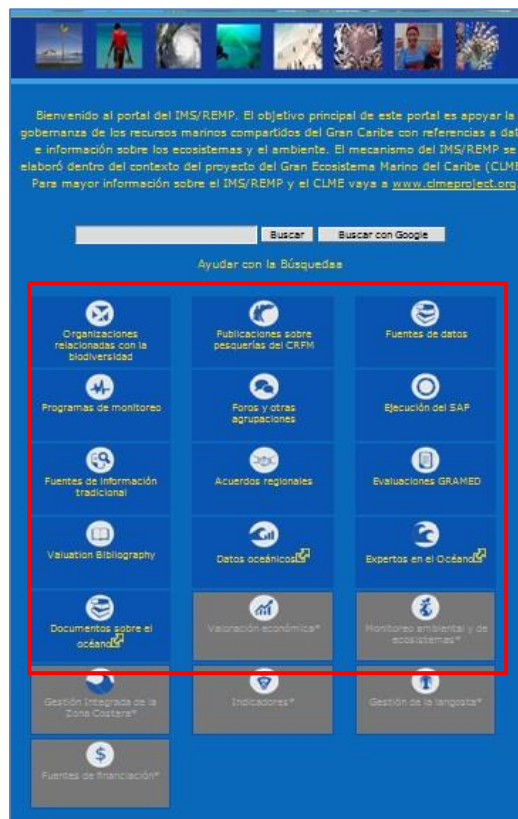 Bienvenido al portal del IMS/REMP. El objetivo principal de este portal es apoyar la
gobernanza de los recursos marinos compartidos del Gran Caribe con referencias a dat
e información sobre los ecosistemas y el ambiente. El mecanismo del IMS/REMP se
elaboró dentro del contexto del proyecto del Gran Ecosistema Marino del Caribe (CLME
Para mayor información sobre el IMS/REMP y el CLME vaya a www.clmeproject.org
Buscar
Buscar con Google
Ayudar con la Búsquedaa
Organizaciones
relacionadas con la
biodiversidad
Publicaciones sobre
pesquerías del CRFM
Fuentes de datos
Programas de monitoreo
Foros y otras
agrupaciones
Ejecución del SAP
Fuentes de información
tradicional
Acuerdos regionales
Evaluaciones GRAMED
Valuation Bibliography
Datos oceánicos
Expertos en el Océano
Documentos sobre el
océano
Valoración económica*
Monitoreo ambiental y de
ecosistemas*
Gestión Integrada de la
Zona Costera*
Indicadores*
Gestión de la langosta*
Fuentes de financiación*